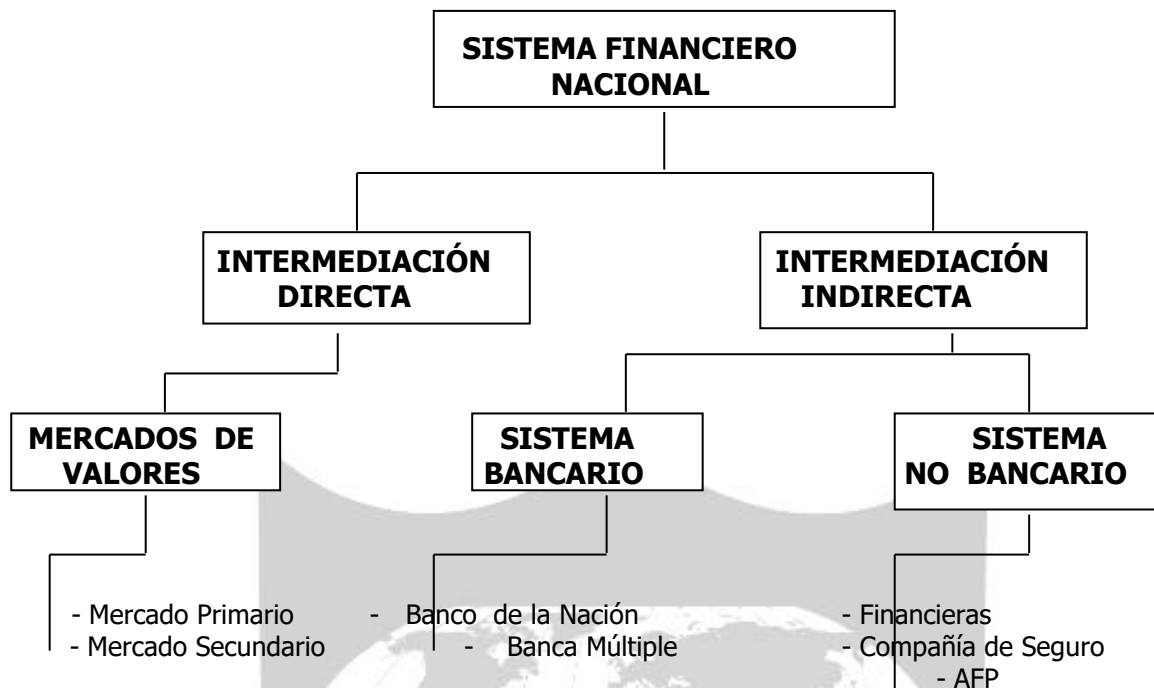 SISTEMA FINANCIERO
NACIONAL
INTERMEDIACIÓN
DIRECTA
INTERMEDIACIÓN
INDIRECTA
MERCADOS DE
VALORES
SISTEMA
BANCARIO
SISTEMA
NO BANCARIO
- Mercado Primario
- Mercado Secundario
- Banco de la Nación
- Banca Múltiple
- Financieras
- Compañía de Seguro
- AFP